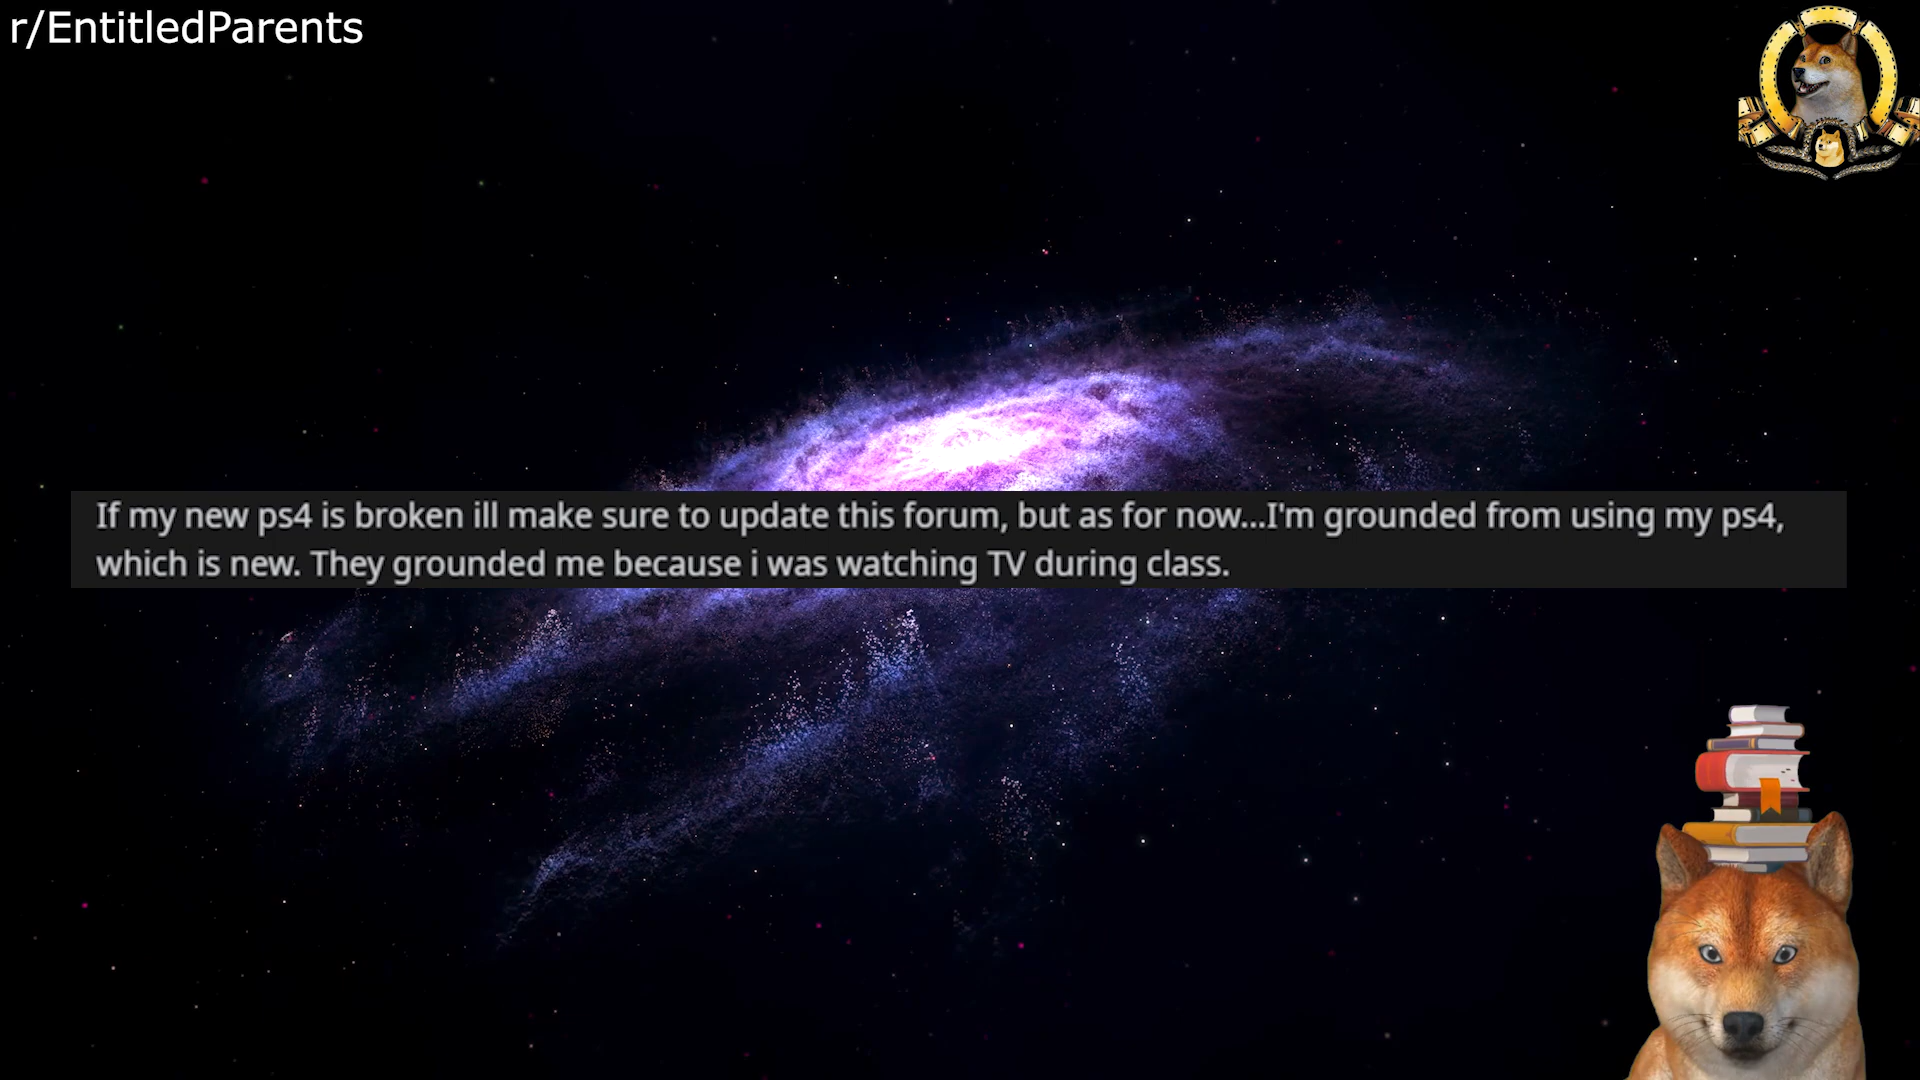 r/EntitledParents
If my new ps4 is broken ill make sure to update this forum, but as for now...I'm grounded from using my ps4,
which is new. They grounded me because i was watching TV during class.